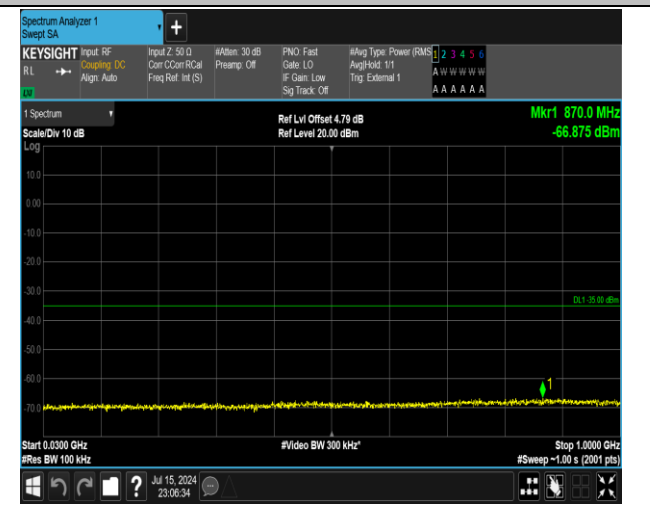 Spectrum Analyzer 1
Swept SA
KEYSIGHT Input: RF Input Z: 50 Ω #Atten: 30 dB PNO: Fast #Avg Type: Power (RMS 1 2 3 4 5 6
RL Coupling: DC Corr CCorr RCal Preamp: Off Gate: LO Avg|Hold: 1/1 A W W W W W
Align: Auto Freq Ref: Int (S) IF Gain: Low Trig: External 1
Sig Track: Off A A A A A A
1 Spectrum Ref Lvl Offset 4.79 dB Mkr1 870.0 MHz
Scale/Div 10 dB Ref Level 20.00 dBm -66.875 dBm
Log
10.0
0.00
-10.0
-20.0
-30.0
DL1 -35.00 dBm
-40.0
-50.0
-60.0
1
-70.0
Start 0.0300 GHz #Video BW 300 kHz* Stop 1.0000 GHz
#Res BW 100 kHz #Sweep ~1.00 s (2001 pts)
Jul 15, 2024
23:06:34